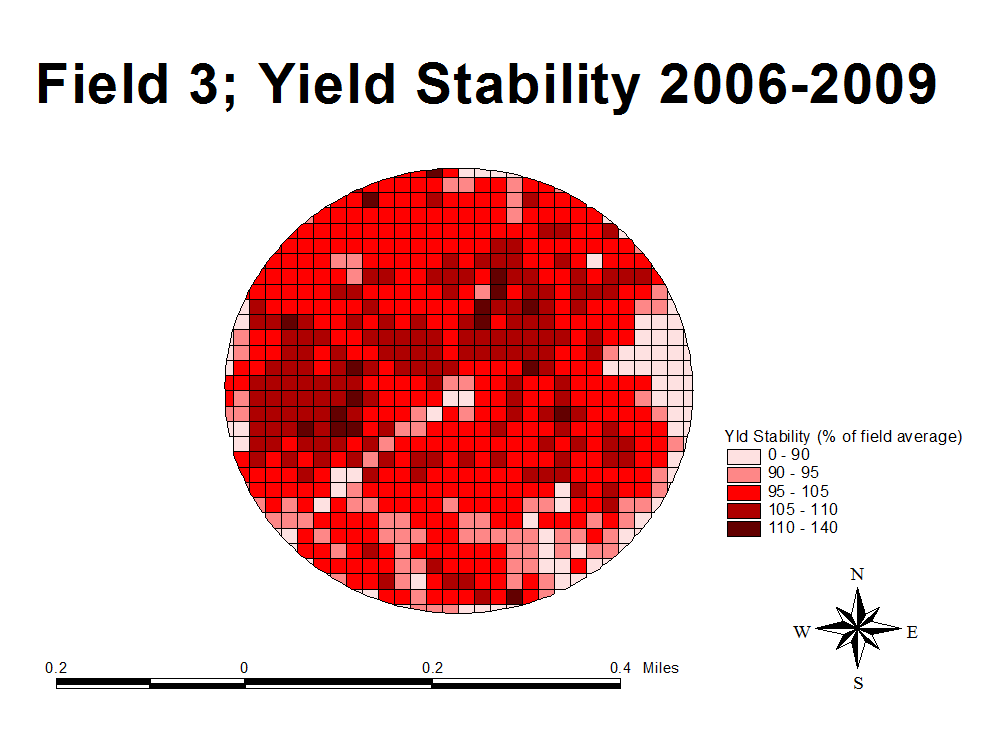 Field 3; Yield Stability 2006-2009
Yld Stability (% of field average)
0 - 90
90 - 95
95 - 105
105 - 110
110 - 140
N
W E
S
0.2 0 0.2 0.4 Miles